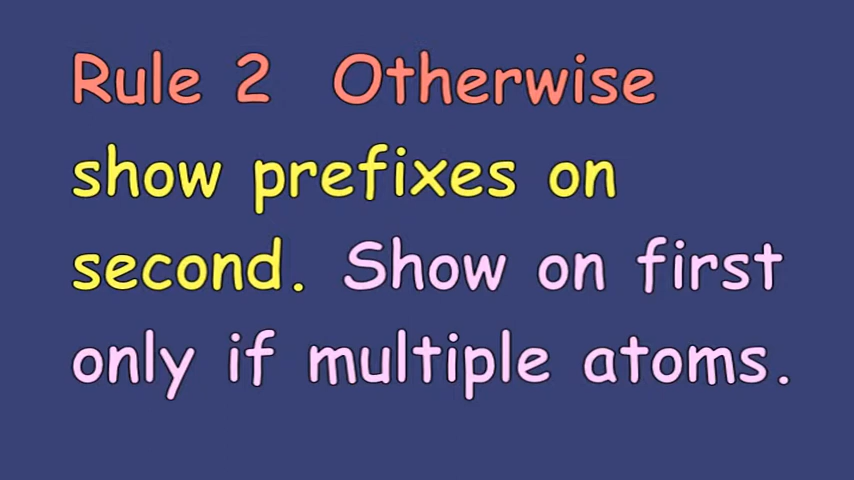 Rule 2 Otherwise
show prefixes on
second. Show on first
only if multiple atoms.